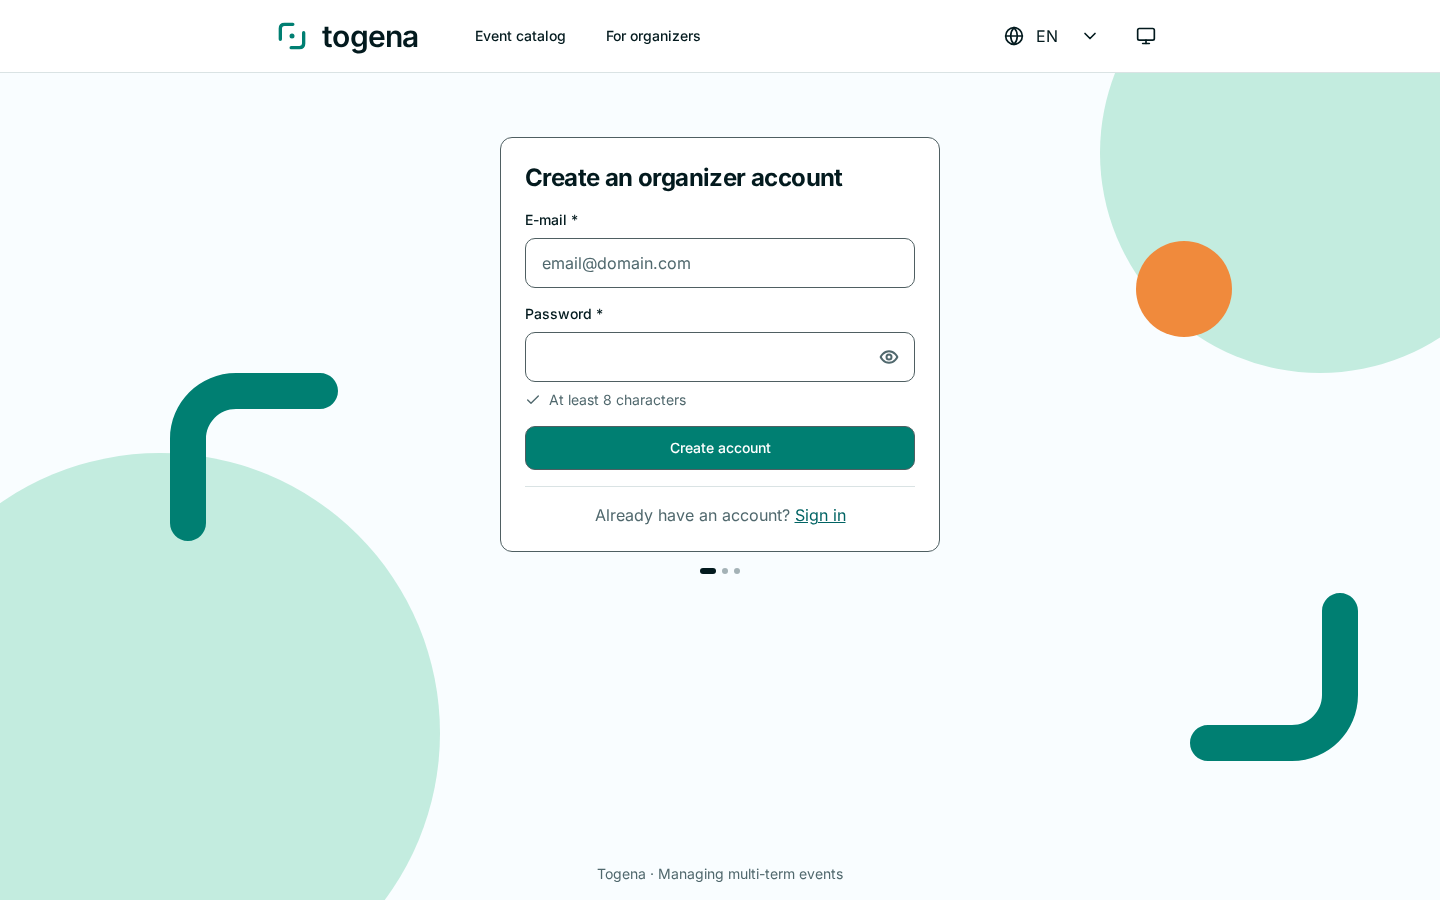 togena
Event catalog
For organizers
EN
Create an organizer account
E-mail *
email@domain.com
Password *
At least 8 characters
Create account
Already have an account? Sign in
Togena · Managing multi-term events